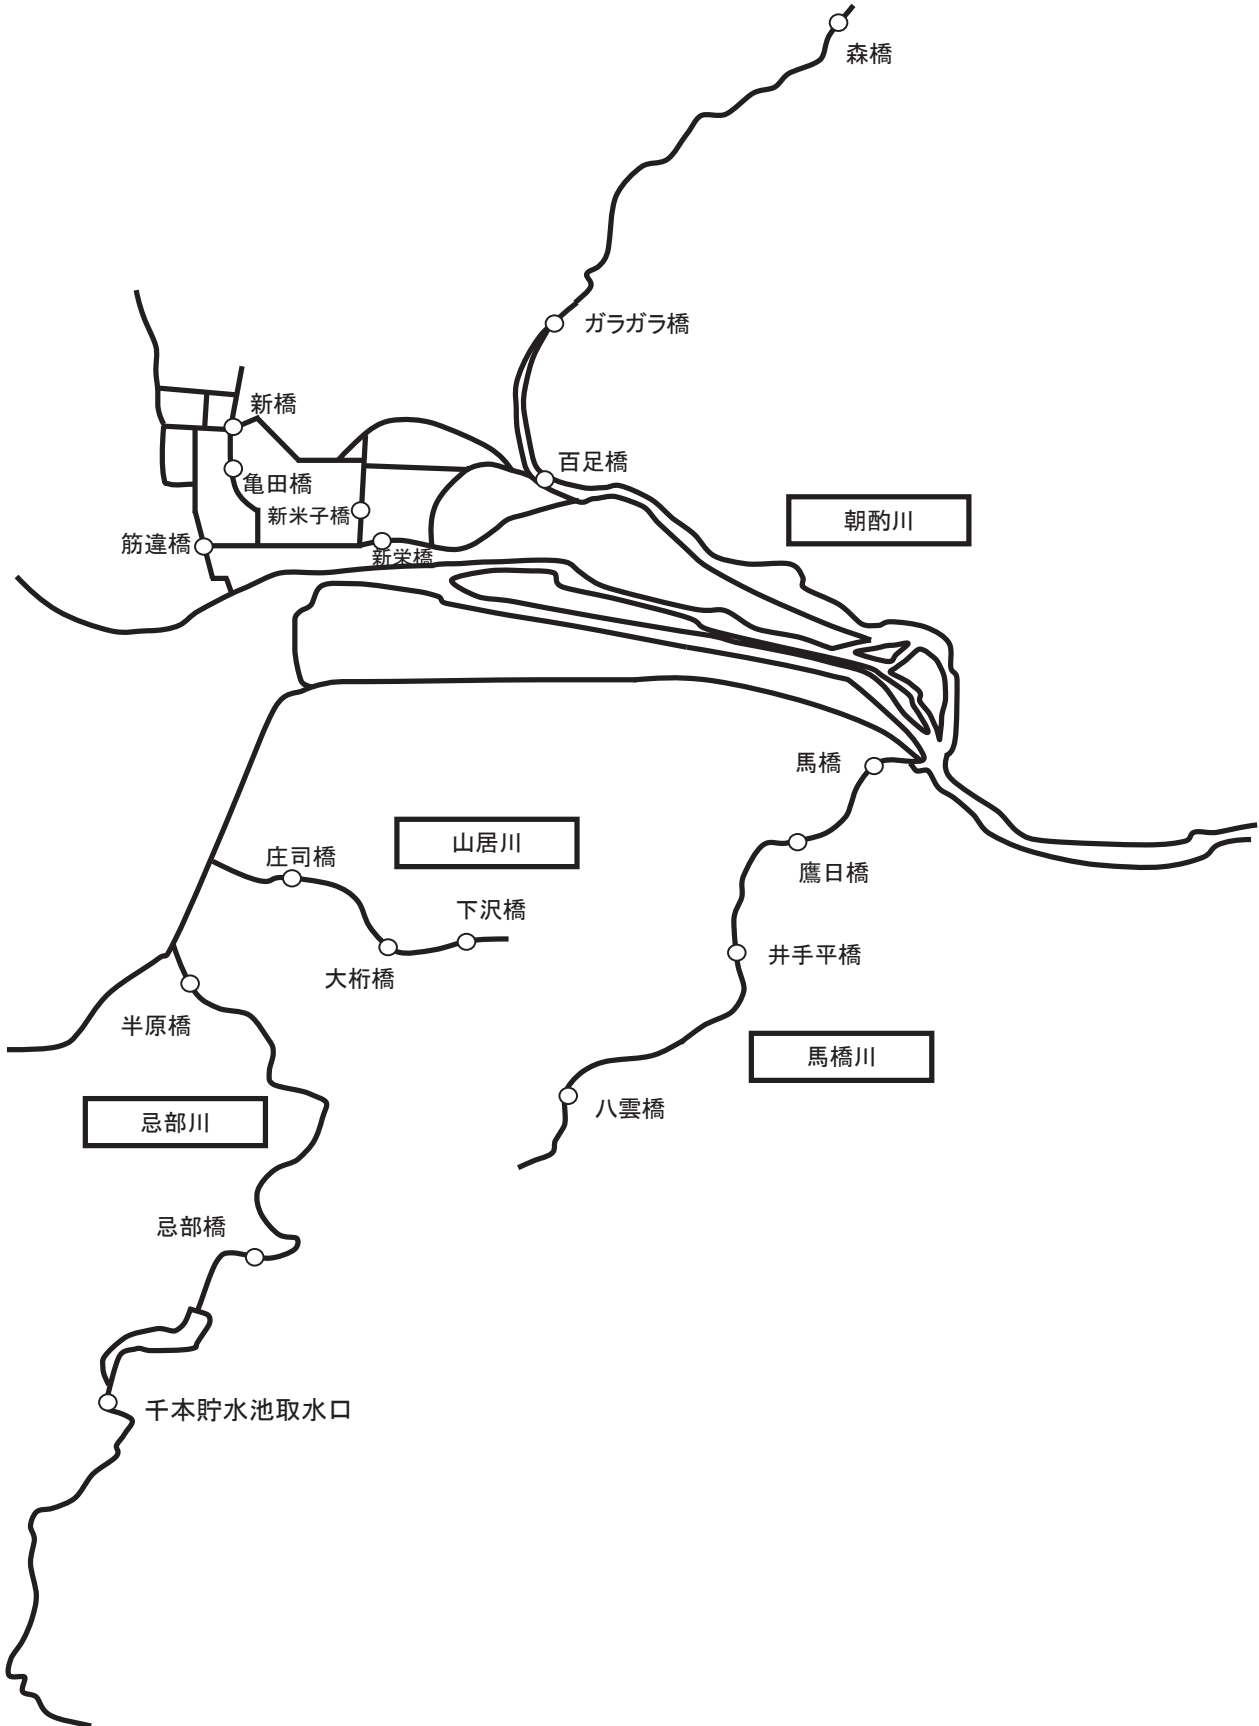 森橋
ガラガラ橋
新橋
百足橋
亀田橋
新米子橋
朝酌川
筋違橋
新栄橋
馬橋
山居川
庄司橋
鷹日橋
下沢橋
井手平橋
大桁橋
半原橋
馬橋川
八雲橋
忌部川
忌部橋
千本貯水池取水口